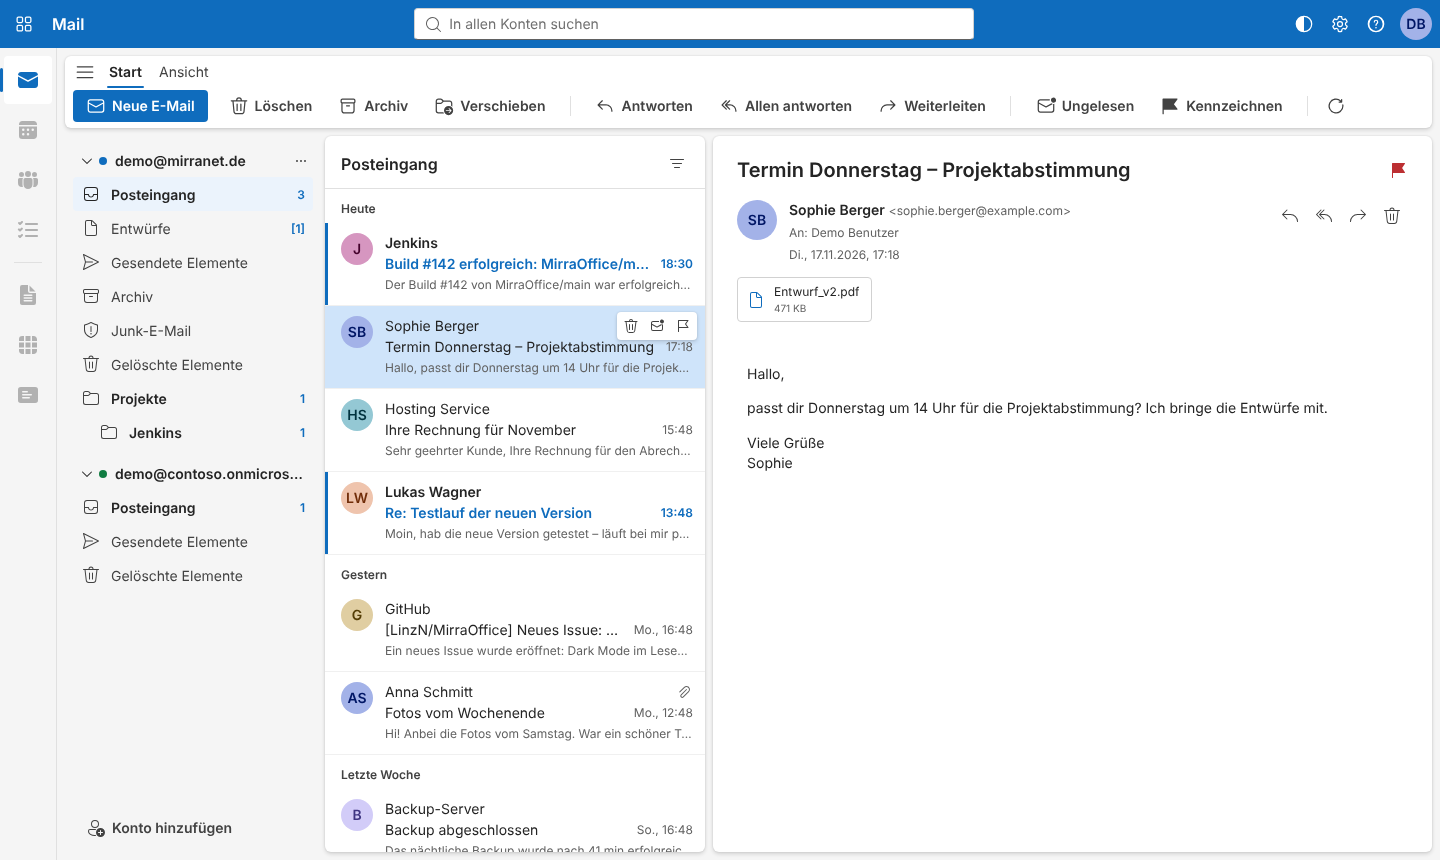 Mail
In allen Konten suchen
DB
Start Ansicht
Neue E-Mail Löschen Archiv Verschieben Antworten Allen antworten Weiterleiten Ungelesen Kennzeichnen
demo@mirranet.de
Posteingang 3
Entwürfe [1]
Gesendete Elemente
Archiv
Junk-E-Mail
Gelöschte Elemente
Projekte 1
Jenkins 1
demo@contoso.onmicros...
Posteingang 1
Gesendete Elemente
Gelöschte Elemente
Konto hinzufügen
Posteingang
Heute
J
Jenkins
Build #142 erfolgreich: MirraOffice/m... 18:30
Der Build #142 von MirraOffice/main war erfolgreich...
SB
Sophie Berger
Termin Donnerstag – Projektabstimmung 17:18
Hallo, passt dir Donnerstag um 14 Uhr für die Projek...
HS
Hosting Service
Ihre Rechnung für November 15:48
Sehr geehrter Kunde, Ihre Rechnung für den Abrech...
LW
Lukas Wagner
Re: Testlauf der neuen Version 13:48
Moin, hab die neue Version getestet – läuft bei mir p...
Gestern
G
GitHub
[LinzN/MirraOffice] Neues Issue: ... Mo., 16:48
Ein neues Issue wurde eröffnet: Dark Mode im Lese...
AS
Anna Schmitt
Fotos vom Wochenende Mo., 12:48
Hi! Anbei die Fotos vom Samstag. War ein schöner T...
Letzte Woche
B
Backup-Server
Backup abgeschlossen So., 16:48
Das nächtliche Backup wurde nach 41 min erfolgreic...
Termin Donnerstag – Projektabstimmung
SB
Sophie Berger <sophie.berger@example.com>
An: Demo Benutzer
Di., 17.11.2026, 17:18
Entwurf_v2.pdf
471 KB
Hallo,
passt dir Donnerstag um 14 Uhr für die Projektabstimmung? Ich bringe die Entwürfe mit.
Viele Grüße
Sophie